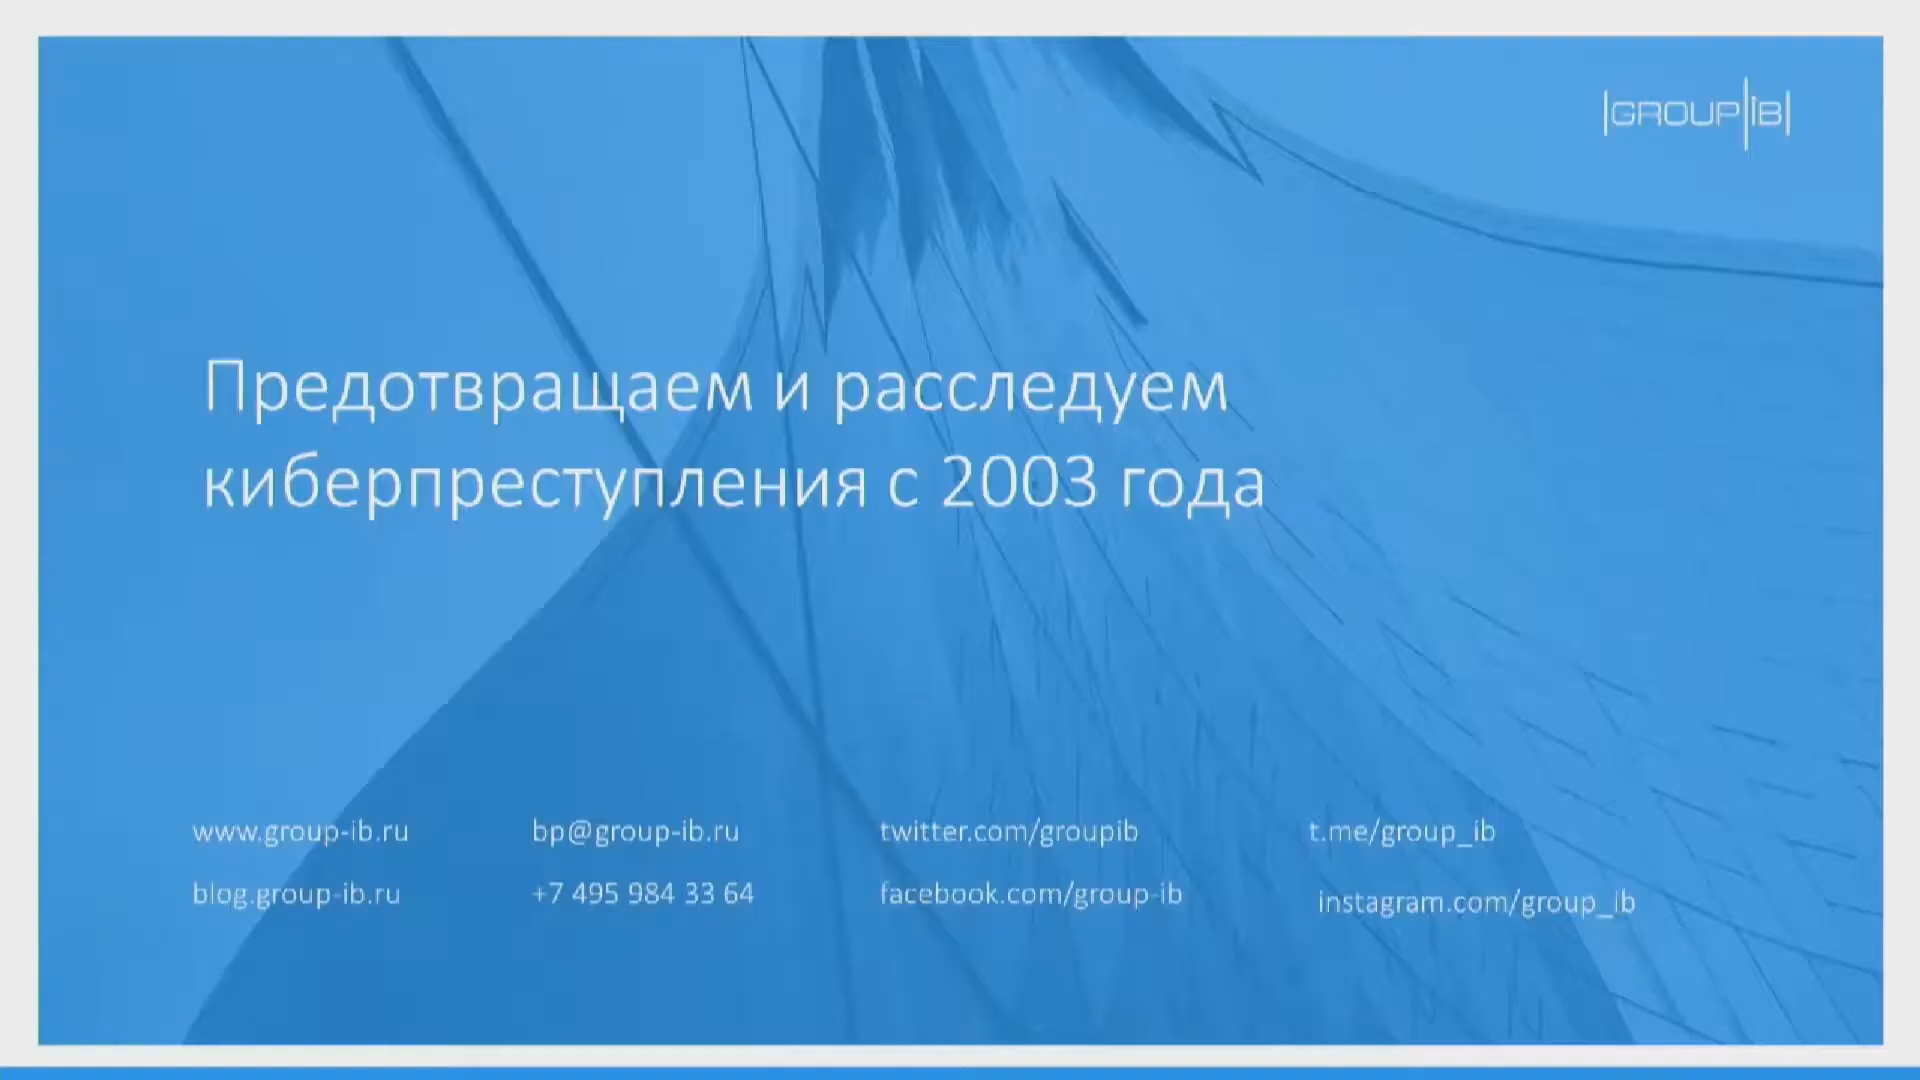 |GROUP|iB|
Предотвращаем и расследуем
киберпреступления с 2003 года
www.group-ib.ru
bp@group-ib.ru
twitter.com/groupib
t.me/group_ib
blog.group-ib.ru
+7 495 984 33 64
facebook.com/group-ib
instagram.com/group_ib